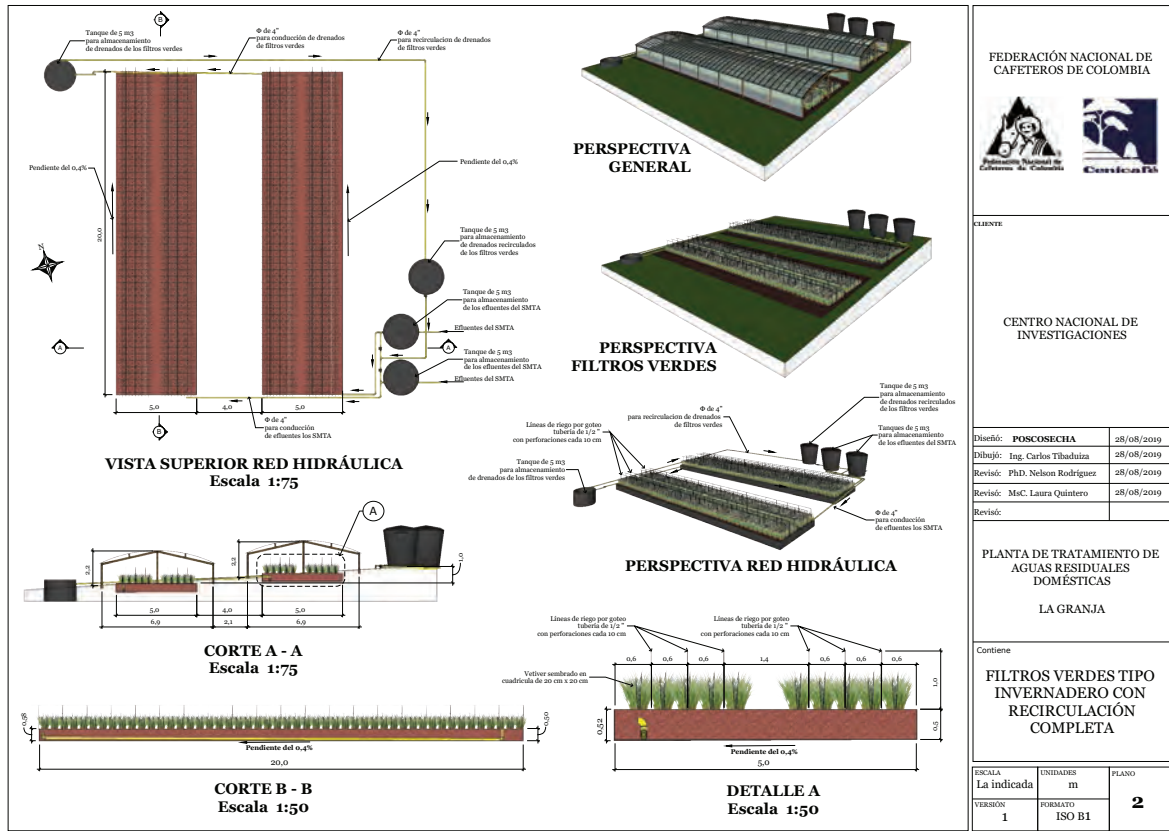 B
Tanque de 5 m3
para almacenamiento
de drenados de filtros verdes
Φ de 4"
para conducción de drenados
de filtros verdes
Φ de 4"
para recirculacion de drenados
de filtros verdes
Pendiente del 0,4%
Pendiente del 0,4%
20,0
N
Tanque de 5 m3
para almacenamiento
de drenados recirculados
de los filtros verdes
Tanque de 5 m3
para almacenamiento
de los efluentes del SMTA
Efluentes del SMTA
A
A
Tanque de 5 m3
para almacenamiento
de los efluentes del SMTA
Efluentes del SMTA
5,0
4,0
5,0
B
Φ de 4"
para conducción
de efluentes los SMTA
VISTA SUPERIOR RED HIDRÁULICA
Escala 1:75
PERSPECTIVA
GENERAL
PERSPECTIVA
FILTROS VERDES
Tanque de 5 m3
para almacenamiento
de drenados recirculados
de los filtros verdes
Φ de 4"
para recirculacion de drenados
de filtros verdes
Líneas de riego por goteo
tubería de 1/2 "
con perforaciones cada 10 cm
Tanques de 5 m3
para almacenamiento
de los efluentes del SMTA
Tanque de 5 m3
para almacenamiento
de drenados de los filtros verdes
Φ de 4"
para conducción
de efluentes los SMTA
PERSPECTIVA RED HIDRÁULICA
A
2,2
2,2
1,0
5,0
4,0
5,0
6,9
2,1
6,9
CORTE A - A
Escala 1:75
0,58
0,50
Pendiente del 0,4%
20,0
CORTE B - B
Escala 1:50
Líneas de riego por goteo
tubería de 1/2 "
con perforaciones cada 10 cm
Líneas de riego por goteo
tubería de 1/2 "
con perforaciones cada 10 cm
0,6
0,6
0,6
1,4
0,6
0,6
0,6
Vetiver sembrado en
cuadricula de 20 cm x 20 cm
1,0
0,52
0,5
Pendiente del 0,4%
5,0
DETALLE A
Escala 1:50
FEDERACIÓN NACIONAL DE
CAFETEROS DE COLOMBIA
Federación Nacional de
Cafeteros de Colombia
Cenicafé
CLIENTE
CENTRO NACIONAL DE
INVESTIGACIONES
Diseñó: POSCOSECHA 28/08/2019
Dibujó: Ing. Carlos Tibaduiza 28/08/2019
Revisó: PhD. Nelson Rodríguez 28/08/2019
Revisó: MsC. Laura Quintero 28/08/2019
Revisó:
PLANTA DE TRATAMIENTO DE
AGUAS RESIDUALES
DOMÉSTICAS
LA GRANJA
Contiene
FILTROS VERDES TIPO
INVERNADERO CON
RECIRCULACIÓN
COMPLETA
ESCALA
La indicada
UNIDADES
m
PLANO
2
VERSIÓN
1
FORMATO
ISO B1